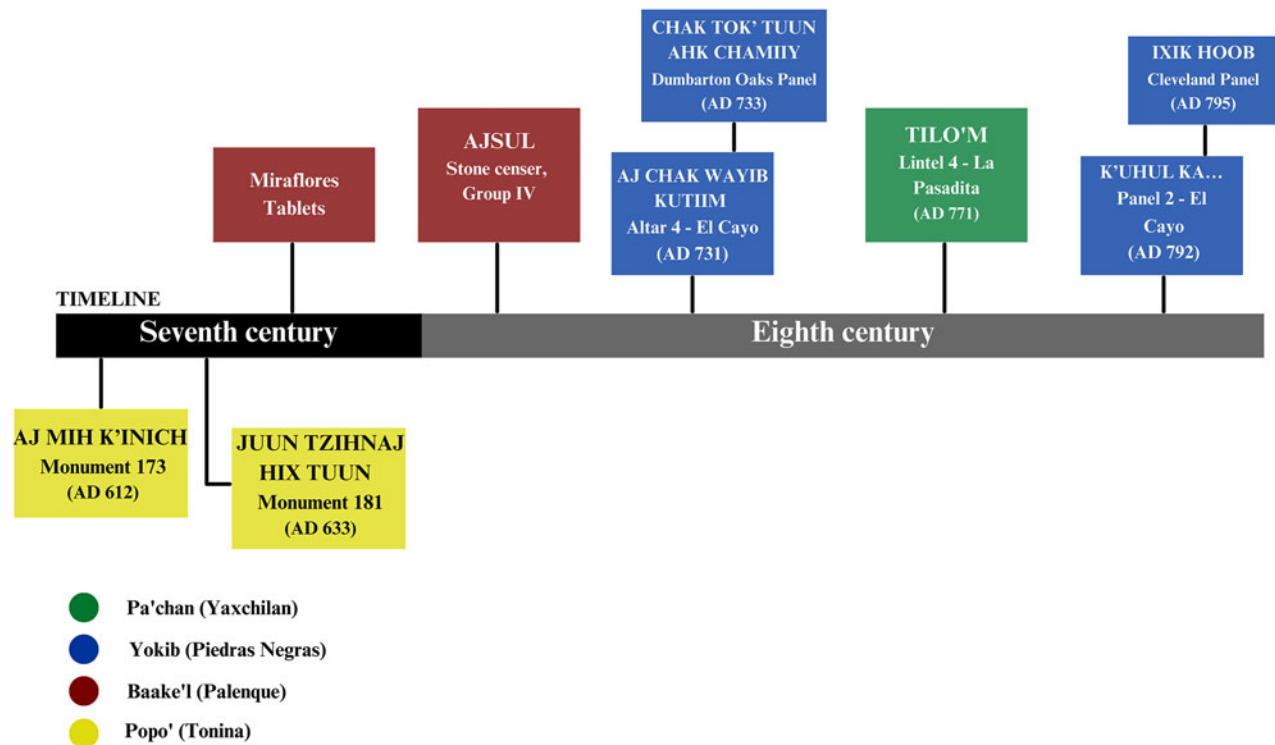 CHAK TOK’ TUUN
AHK CHAMIIY
Dumbarton Oaks Panel
(AD 733)
IXIK HOOB
Cleveland Panel
(AD 795)
Miraflores
Tablets
AJSUL
Stone censer,
Group IV
AJ CHAK WAYIB
KUTIIM
Altar 4 - El Cayo
(AD 731)
TILO'M
Lintel 4 - La
Pasadita
(AD 771)
K'UHUL KA...
Panel 2 - El
Cayo
(AD 792)
TIMELINE
Seventh century
Eighth century
AJ MIH K’INICH
Monument 173
(AD 612)
JUUN TZIHNAJ
HIX TUUN
Monument 181
(AD 633)
Pa'chan (Yaxchilan)
Yokib (Piedras Negras)
Baake'l (Palenque)
Popo' (Tonina)